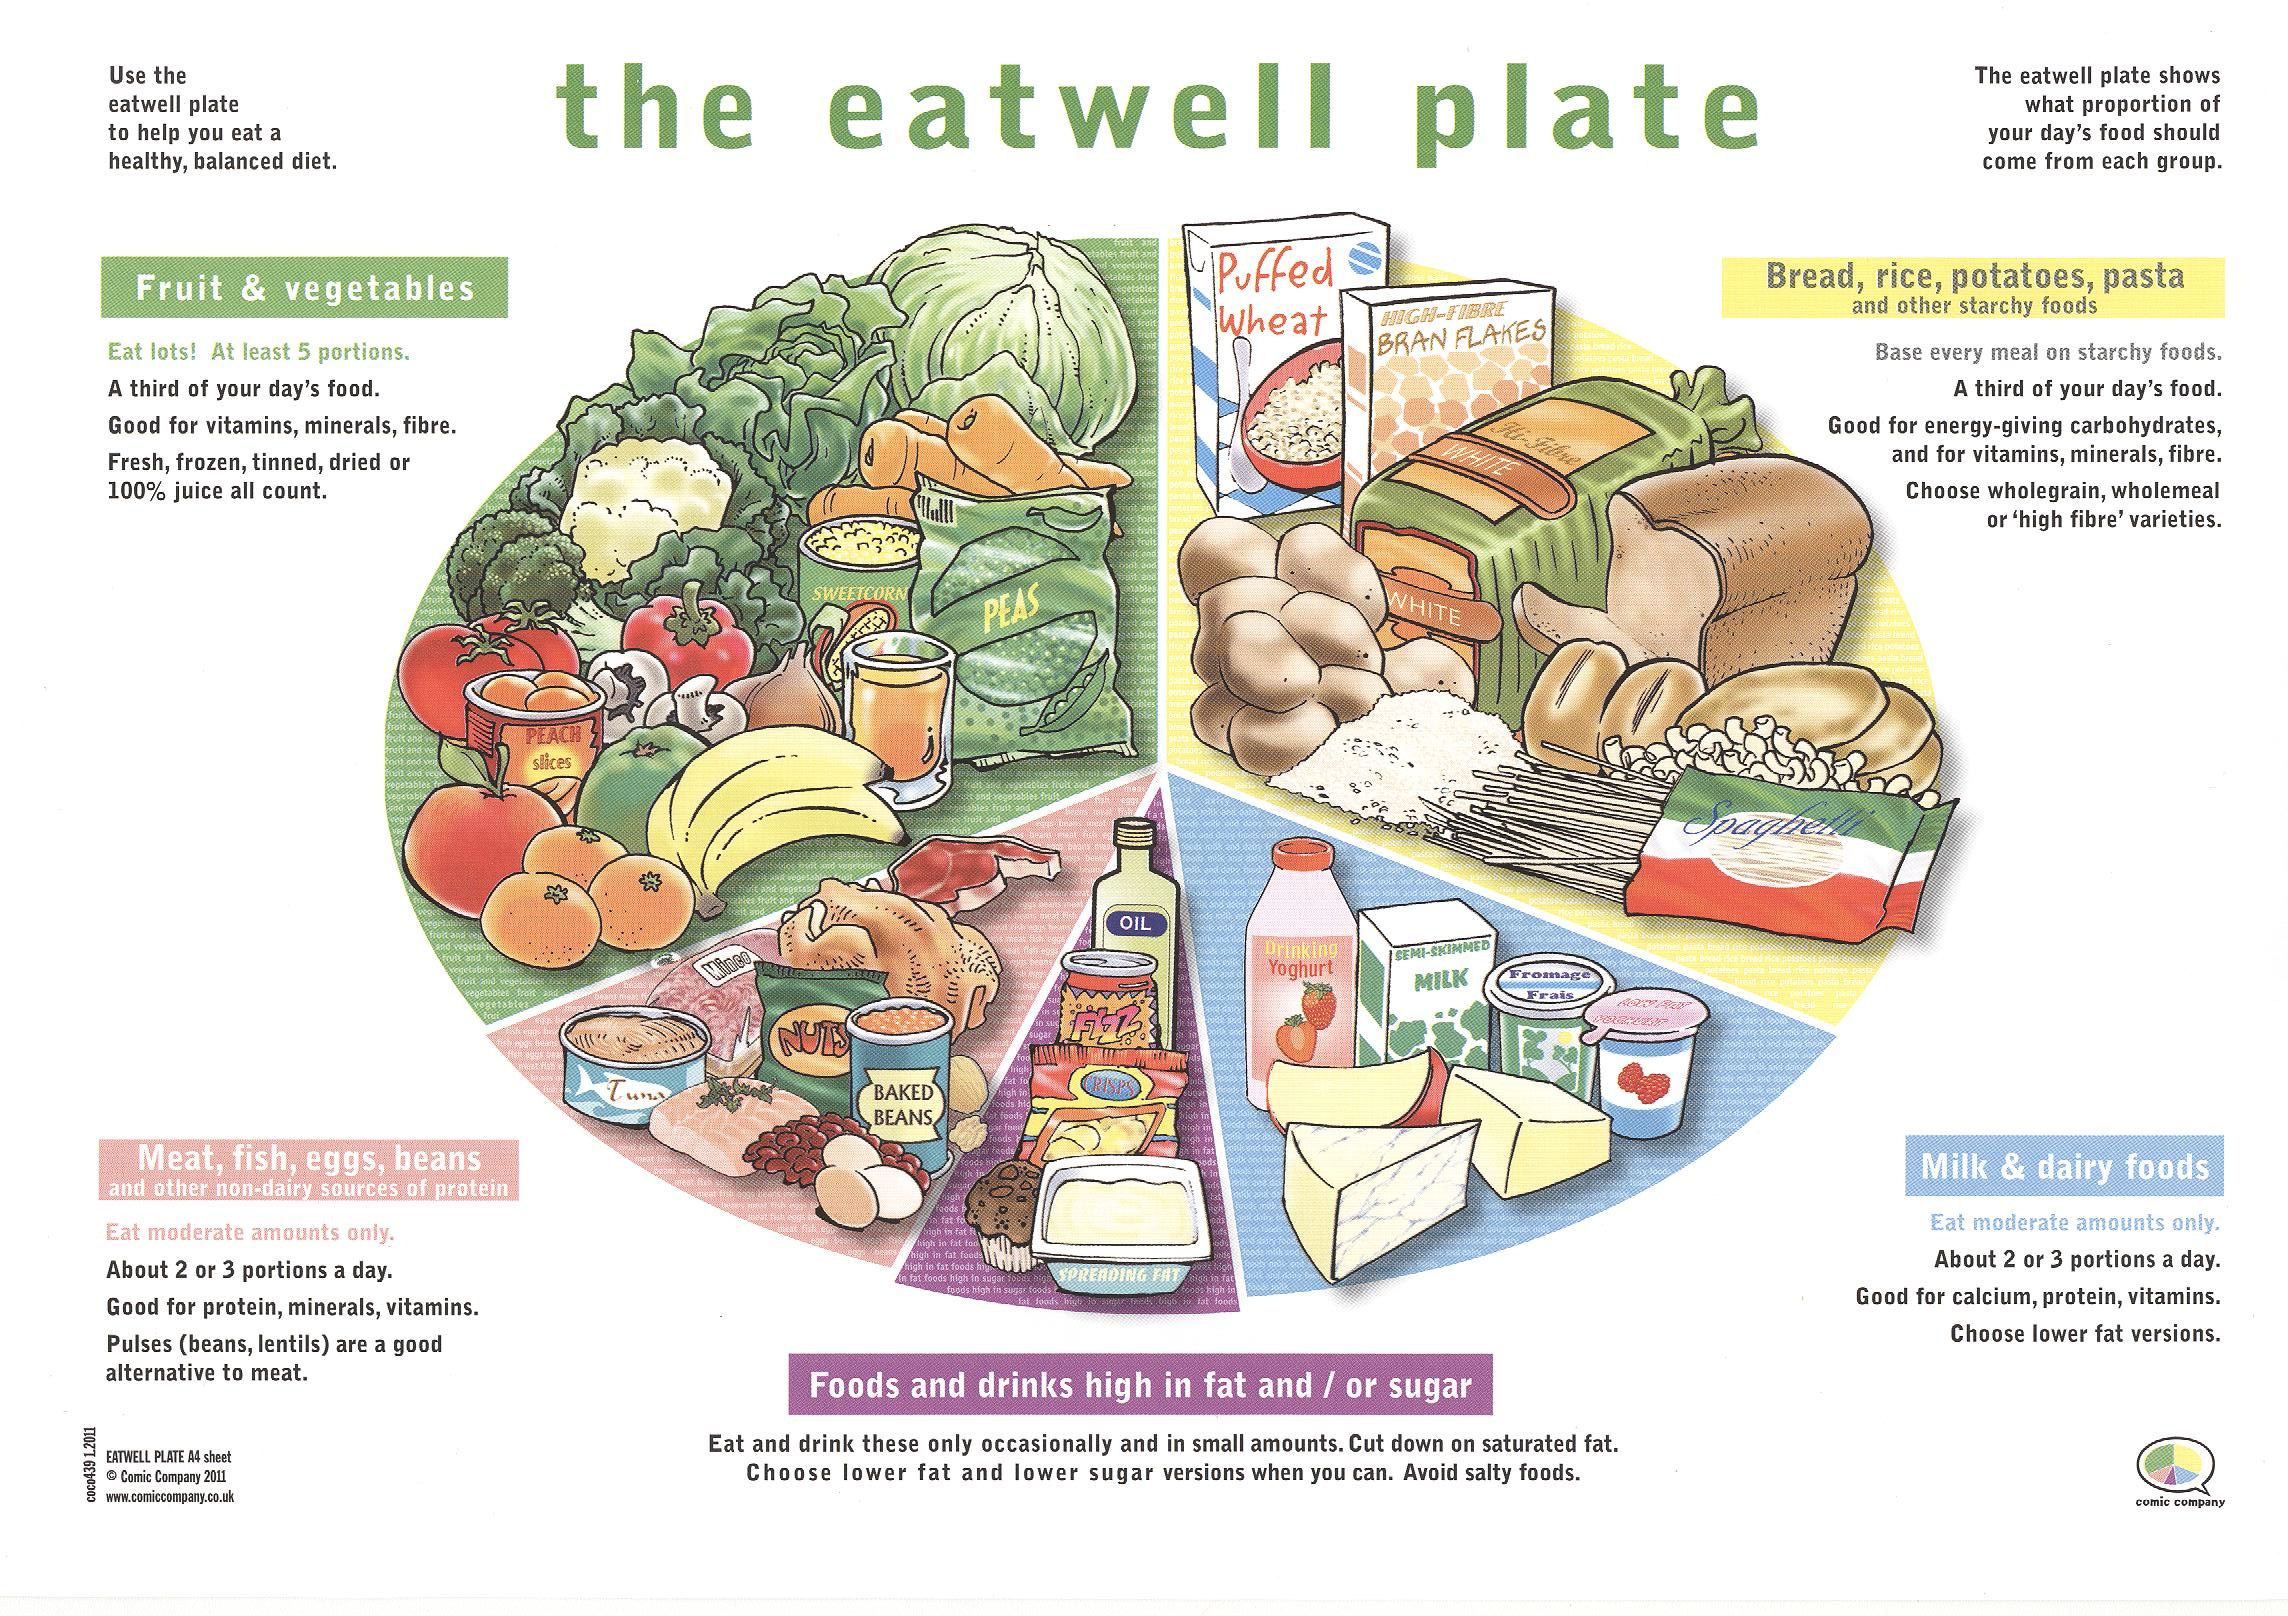 Use the
eatwell plate
to help you eat a
healthy, balanced diet.
the eatwell plate
The eatwell plate shows
what proportion of
your day's food should
come from each group.
Fruit & vegetables
Eat lots! At least 5 portions.
A third of your day's food.
Good for vitamins, minerals, fibre.
Fresh, frozen, tinned, dried or
100% juice all count.
Bread, rice, potatoes, pasta
and other starchy foods
Base every meal on starchy foods.
A third of your day's food.
Good for energy-giving carbohydrates,
and for vitamins, minerals, fibre.
Choose wholegrain, wholemeal
or 'high fibre' varieties.
Puffed
Wheat
HIGH-FIBRE
BRAN FLAKES
Hi-Fibre
WHITE
WHITE
SWEETCORN
PEAS
PEACH
slices
Spaghetti
OIL
Mince
NUTS
Tuna
BAKED
BEANS
FIZZ
RISPS
SPREADING FAT
Drinking
Yoghurt
SEMI-SKIMMED
MILK
Fromage
Frais
Meat, fish, eggs, beans
and other non-dairy sources of protein
Eat moderate amounts only.
About 2 or 3 portions a day.
Good for protein, minerals, vitamins.
Pulses (beans, lentils) are a good
alternative to meat.
Milk & dairy foods
Eat moderate amounts only.
About 2 or 3 portions a day.
Good for calcium, protein, vitamins.
Choose lower fat versions.
Foods and drinks high in fat and / or sugar
Eat and drink these only occasionally and in small amounts. Cut down on saturated fat.
Choose lower fat and lower sugar versions when you can. Avoid salty foods.
coco439 1.2011
EATWELL PLATE A4 sheet
© Comic Company 2011
www.comiccompany.co.uk
comic company